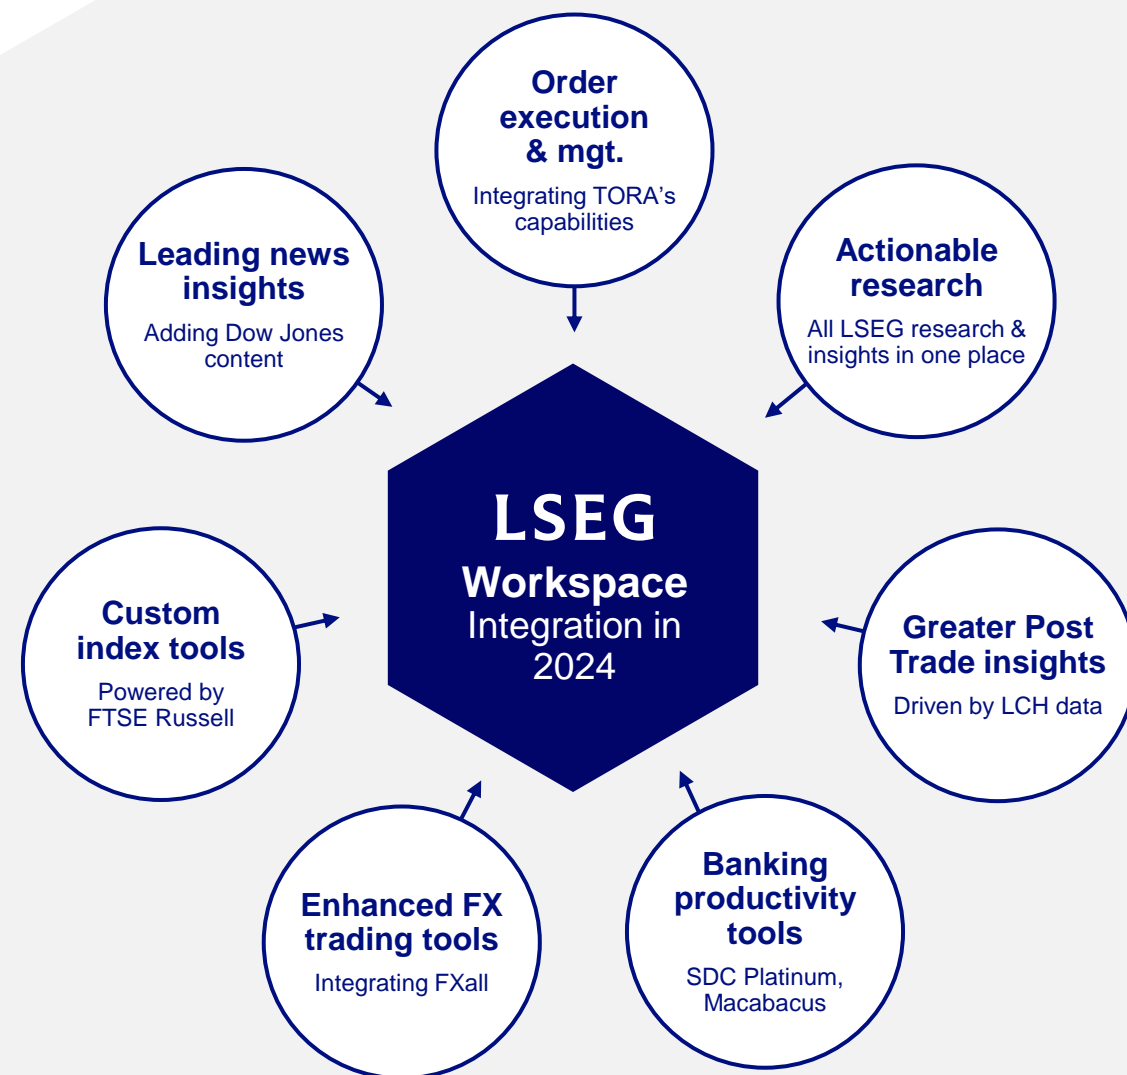 Order
execution
& mgt.
Integrating TORA's
capabilities
Leading news
insights
Adding Dow Jones
content
Actionable
research
All LSEG research &
insights in one place
LSEG
Workspace
Integration in
2024
Custom
index tools
Powered by
FTSE Russell
Greater Post
Trade insights
Driven by LCH data
Enhanced FX
trading tools
Integrating FXall
Banking
productivity
tools
SDC Platinum,
Macabacus